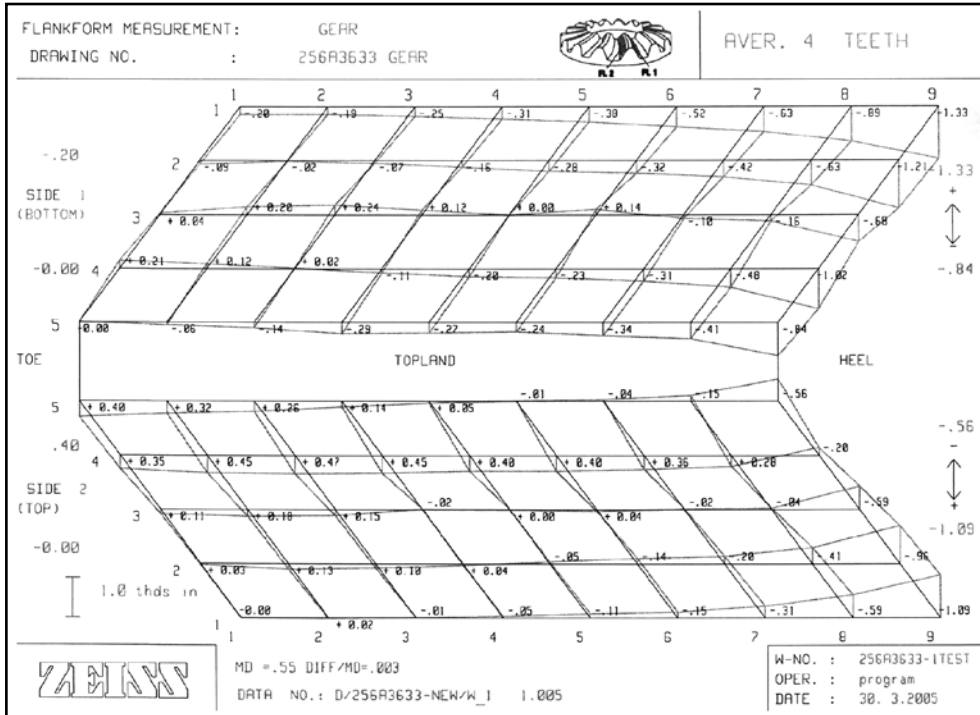 FLANKFORM MEASUREMENT: GEAR
DRAWING NO. : 256A3633 GEAR
FL2 FL1
AVER. 4 TEETH
1 2 3 4 5 6 7 8 9
1 -.20 -.19 -.25 -.31 -.38 -.52 -.63 -.89 -1.33
-.20
2 -.09 -.02 -.07 -.16 -.28 -.32 -.42 -.63 -1.21 -1.33
SIDE 1
(BOTTOM)
3 + 0.04 + 0.20 + 0.24 + 0.12 + 0.00 + 0.14 -.10 -.16 -.68
+
-
-0.00 4 + 0.21 + 0.12 + 0.02 -.11 -.20 -.23 -.31 -.48 -1.02 -.84
5 -0.00 -.06 -.14 -.29 -.27 -.24 -.34 -.41 -.84
TOE TOPLAND HEEL
5 + 0.40 + 0.32 + 0.26 + 0.14 + 0.05 -.01 -.04 -.15 -.56
.40 -.56
4 + 0.35 + 0.45 + 0.47 + 0.45 + 0.40 + 0.40 + 0.36 + 0.28 -.20
-
+
SIDE 2
(TOP)
3 + 0.11 + 0.18 + 0.15 -.02 + 0.00 + 0.04 -.02 -.04 -.59
-0.00 -1.09
2 + 0.03 + 0.13 + 0.10 + 0.04 -.05 -.14 -.20 -.41 -.96
1.0 thds in
1 -0.00 + 0.02 -.01 -.05 -.11 -.15 -.31 -.59 -1.09
1 2 3 4 5 6 7 8 9
ZEISS
MD =.55 DIFF/MD=.003
DATA NO.: D/256A3633-NEW/W_1 1.005
W-NO. : 256A3633-1TEST
OPER. : program
DATE : 30. 3.2005